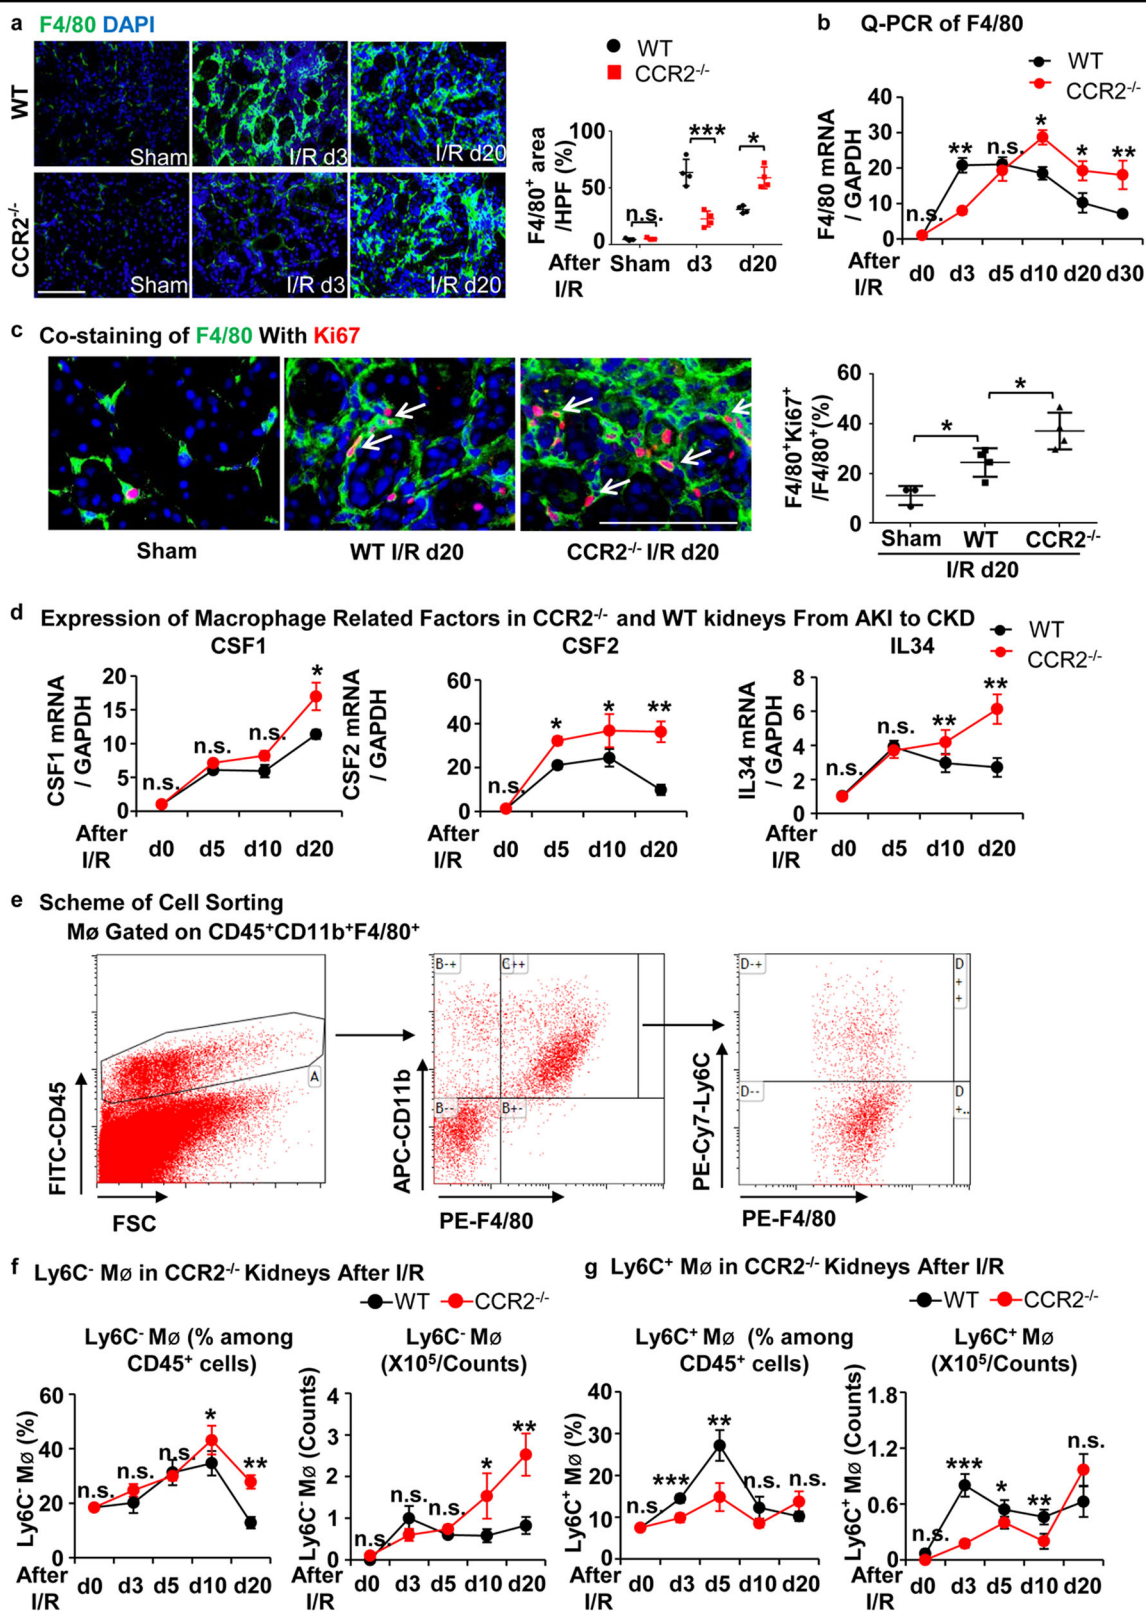 a F4/80 DAPI
WT
Sham
I/R d3
I/R d20
CCR2-/-
Sham
I/R d3
I/R d20
WT
CCR2-/-
F4/80+ area
/HPF (%)
100
50
0
n.s.
***
*
After
I/R
Sham d3 d20
b Q-PCR of F4/80
WT
CCR2-/-
F4/80 mRNA
/ GAPDH
40
30
20
10
0
n.s. ** n.s. * * **
After
I/R
d0 d3 d5 d10 d20 d30
c Co-staining of F4/80 With Ki67
Sham
WT I/R d20
CCR2-/- I/R d20
F4/80+Ki67+
/F4/80+(%)
60
40
20
0
*
*
Sham WT CCR2-/-
I/R d20
d Expression of Macrophage Related Factors in CCR2-/- and WT kidneys From AKI to CKD
WT
CCR2-/-
CSF1
CSF1 mRNA
/ GAPDH
20
15
10
5
0
n.s. n.s. n.s. *
After
I/R
d0 d5 d10 d20
CSF2
CSF2 mRNA
/ GAPDH
60
40
20
0
n.s. * * **
After
I/R
d0 d5 d10 d20
IL34
IL34 mRNA
/ GAPDH
8
6
4
2
0
n.s. n.s. ** **
After
I/R
d0 d5 d10 d20
e Scheme of Cell Sorting
Mø Gated on CD45+CD11b+F4/80+
FITC-CD45
A
FSC
APC-CD11b
B-+
C++
B--
B+-
PE-F4/80
PE-Cy7-Ly6C
D-+
D
+
+
D--
D
+..
PE-F4/80
f Ly6C- Mø in CCR2-/- Kidneys After I/R
WT CCR2-/-
Ly6C- Mø (% among
CD45+ cells)
Ly6C- Mø (%)
60
40
20
0
n.s. n.s. n.s. * **
After
I/R
d0 d3 d5 d10 d20
Ly6C- Mø
(X105/Counts)
Ly6C- Mø (Counts)
4
3
2
1
0
n.s. n.s. n.s. * **
After
I/R
d0 d3 d5 d10 d20
g Ly6C+ Mø in CCR2-/- Kidneys After I/R
WT CCR2-/-
Ly6C+ Mø (% among
CD45+ cells)
Ly6C+ Mø (%)
40
30
20
10
0
n.s. *** ** n.s. n.s.
After
I/R
d0 d3 d5 d10 d20
Ly6C+ Mø
(X105/Counts)
Ly6C+ Mø (Counts)
1.8
1.2
0.6
0
n.s. *** * ** n.s.
After
I/R
d0 d3 d5 d10 d20